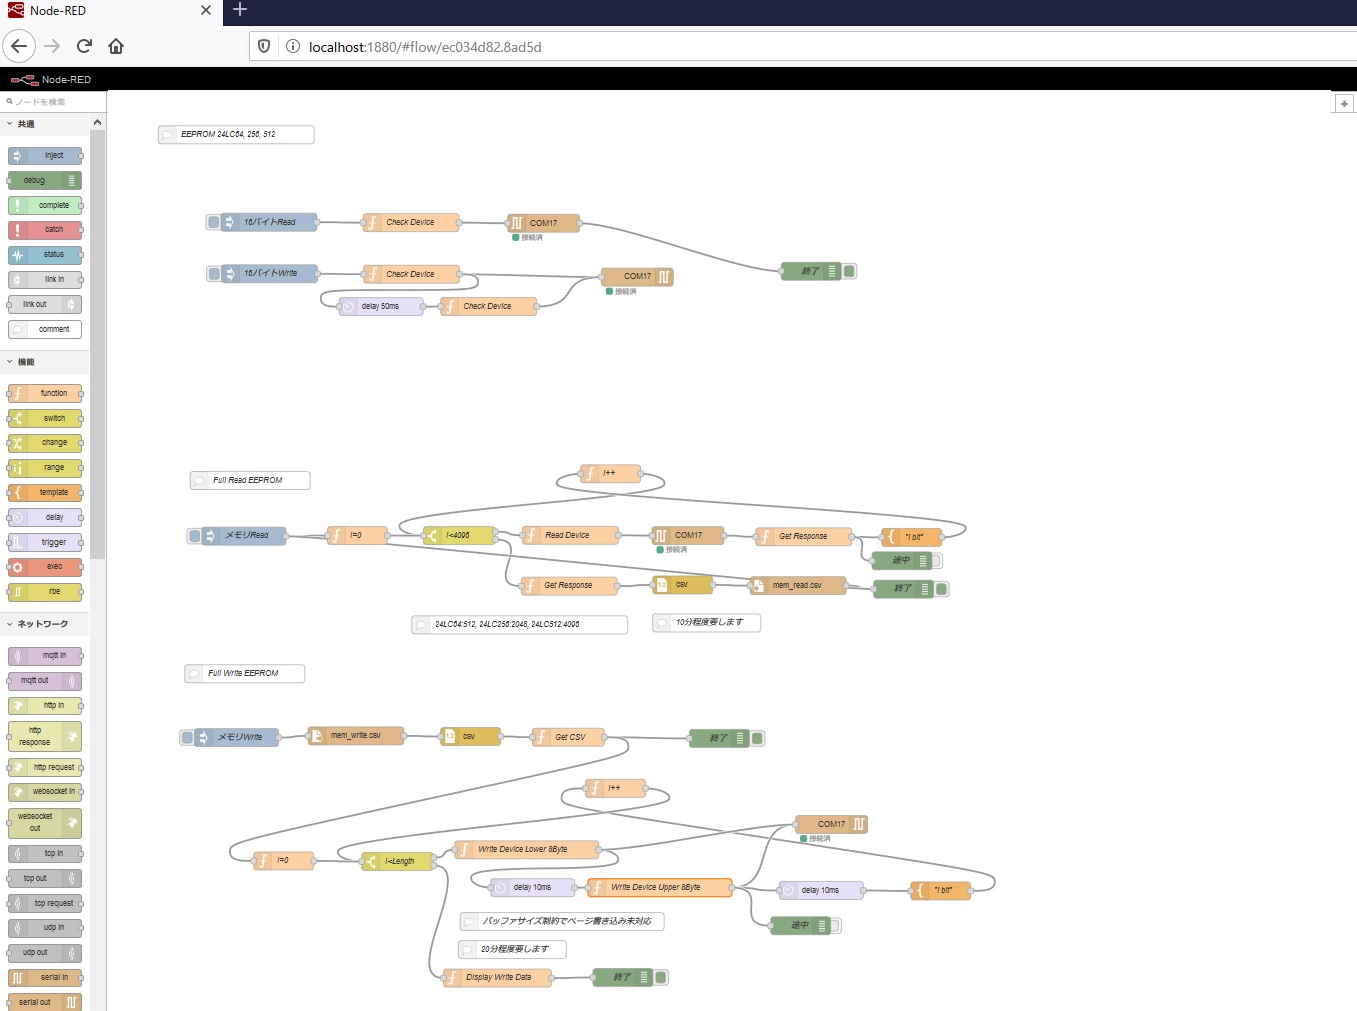 Node-RED
localhost:1880/#flow/ec034d82.8ad5d
Node-RED
ノードを検索
共通
inject
debug
complete
catch
status
link in
link out
comment
機能
function
switch
change
range
template
delay
trigger
exec
rbe
ネットワーク
mqtt in
mqtt out
http in
http
response
http request
websocket in
websocket
out
tcp in
tcp out
tcp request
udp in
udp out
serial in
serial out
EEPROM 24LC64, 256, 512
16バイトRead
Check Device
COM17
接続済
終了
16バイトWrite
Check Device
COM17
接続済
delay 50ms
Check Device
Full Read EEPROM
I++
メモリRead
I=0
I<4096
Read Device
COM17
接続済
Get Response
"I bit"
途中
Get Response
csv
mem_read.csv
終了
24LC64:512, 24LC256:2048, 24LC512:4096
10分程度要します
Full Write EEPROM
メモリWrite
mem_write.csv
csv
Get CSV
終了
I++
COM17
接続済
I=0
I<Length
Write Device Lower 8Byte
delay 10ms
Write Device Upper 8Byte
delay 10ms
"I bit"
バッファサイズ制約でページ書き込み未対応
途中
20分程度要します
Display Write Data
終了